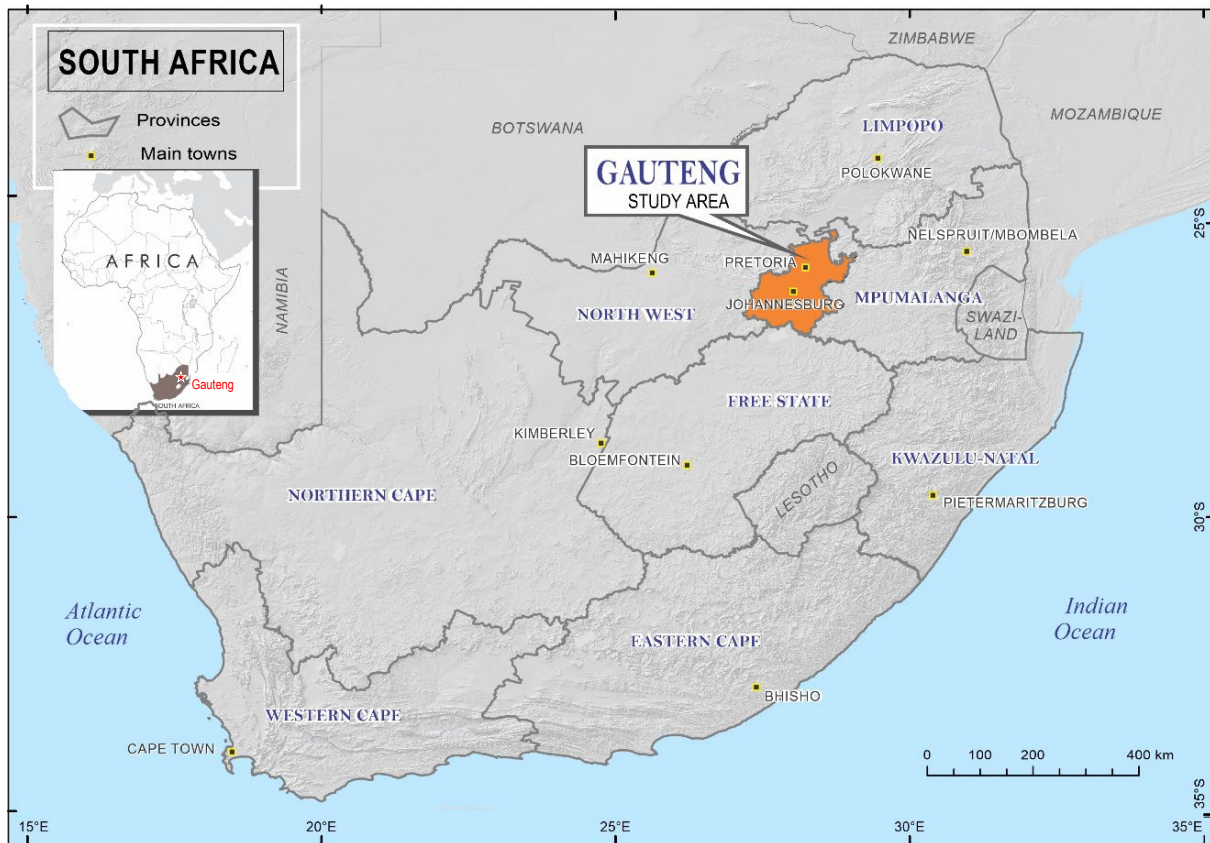 SOUTH AFRICA
Provinces
Main towns
AFRICA
Gauteng
SOUTH AFRICA
ZIMBABWE
MOZAMBIQUE
BOTSWANA
LIMPOPO
POLOKWANE
GAUTENG
STUDY AREA
NAMIBIA
MAHIKENG
PRETORIA
NELSPRUIT/MBOMBELA
JOHANNESBURG
NORTH WEST
MPUMALANGA
SWAZI-
LAND
FREE STATE
KIMBERLEY
BLOEMFONTEIN
KWAZULU-NATAL
LESOTHO
PIETERMARITZBURG
NORTHERN CAPE
Atlantic
Ocean
Indian
Ocean
EASTERN CAPE
BHISHO
WESTERN CAPE
CAPE TOWN
0 100 200 400 km
25°S
30°S
35°S
15°E 20°E 25°E 30°E 35°E